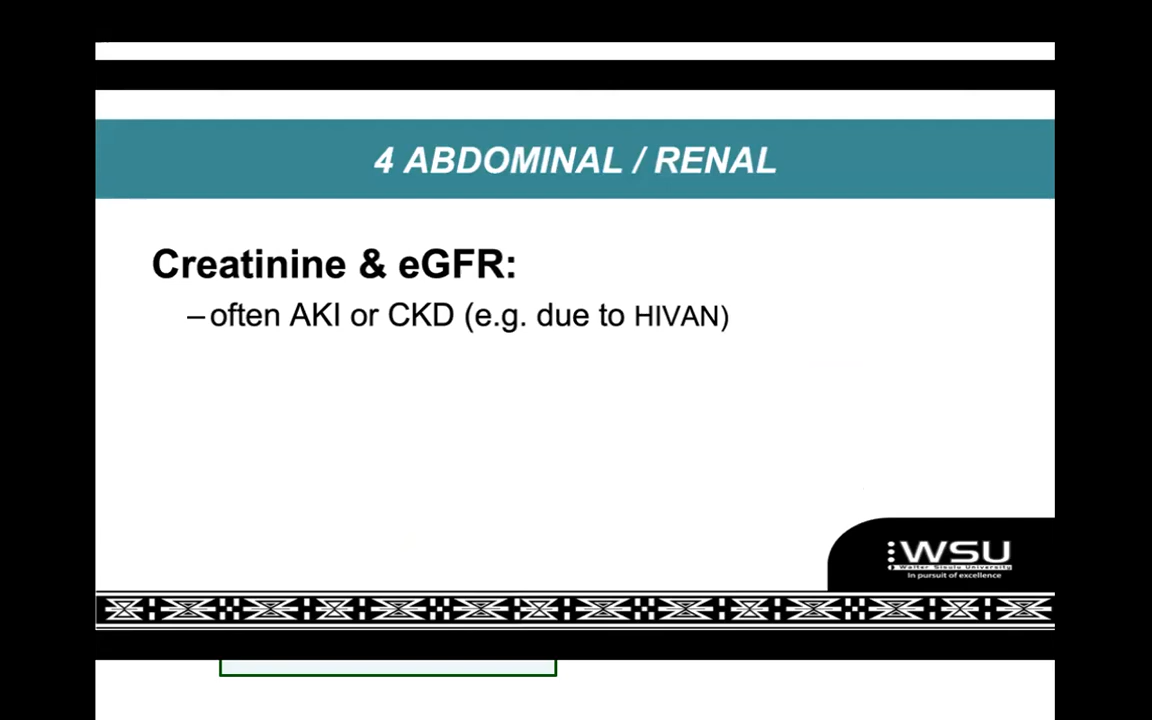 4 ABDOMINAL / RENAL
Creatinine & eGFR:
– often AKI or CKD (e.g. due to HIVAN)
WSU
Walter Sisulu University
In pursuit of excellence